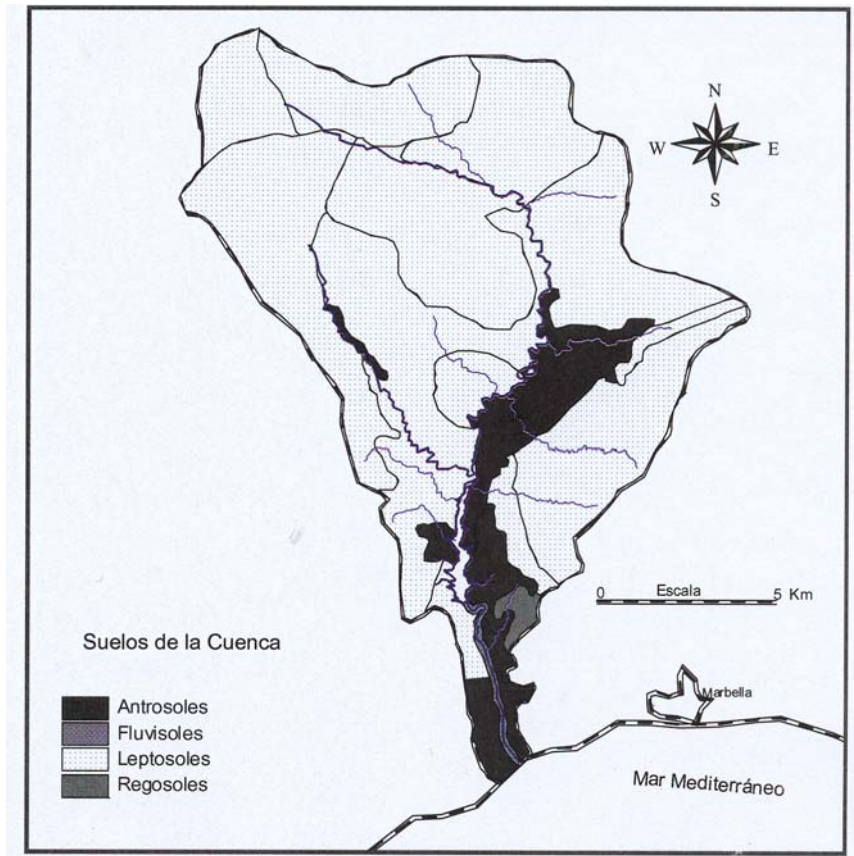 N
W E
S
0 Escala 5 Km
Suelos de la Cuenca
Antrosoles
Fluvisoles
Leptosoles
Regosoles
Marbella
Mar Mediterráneo